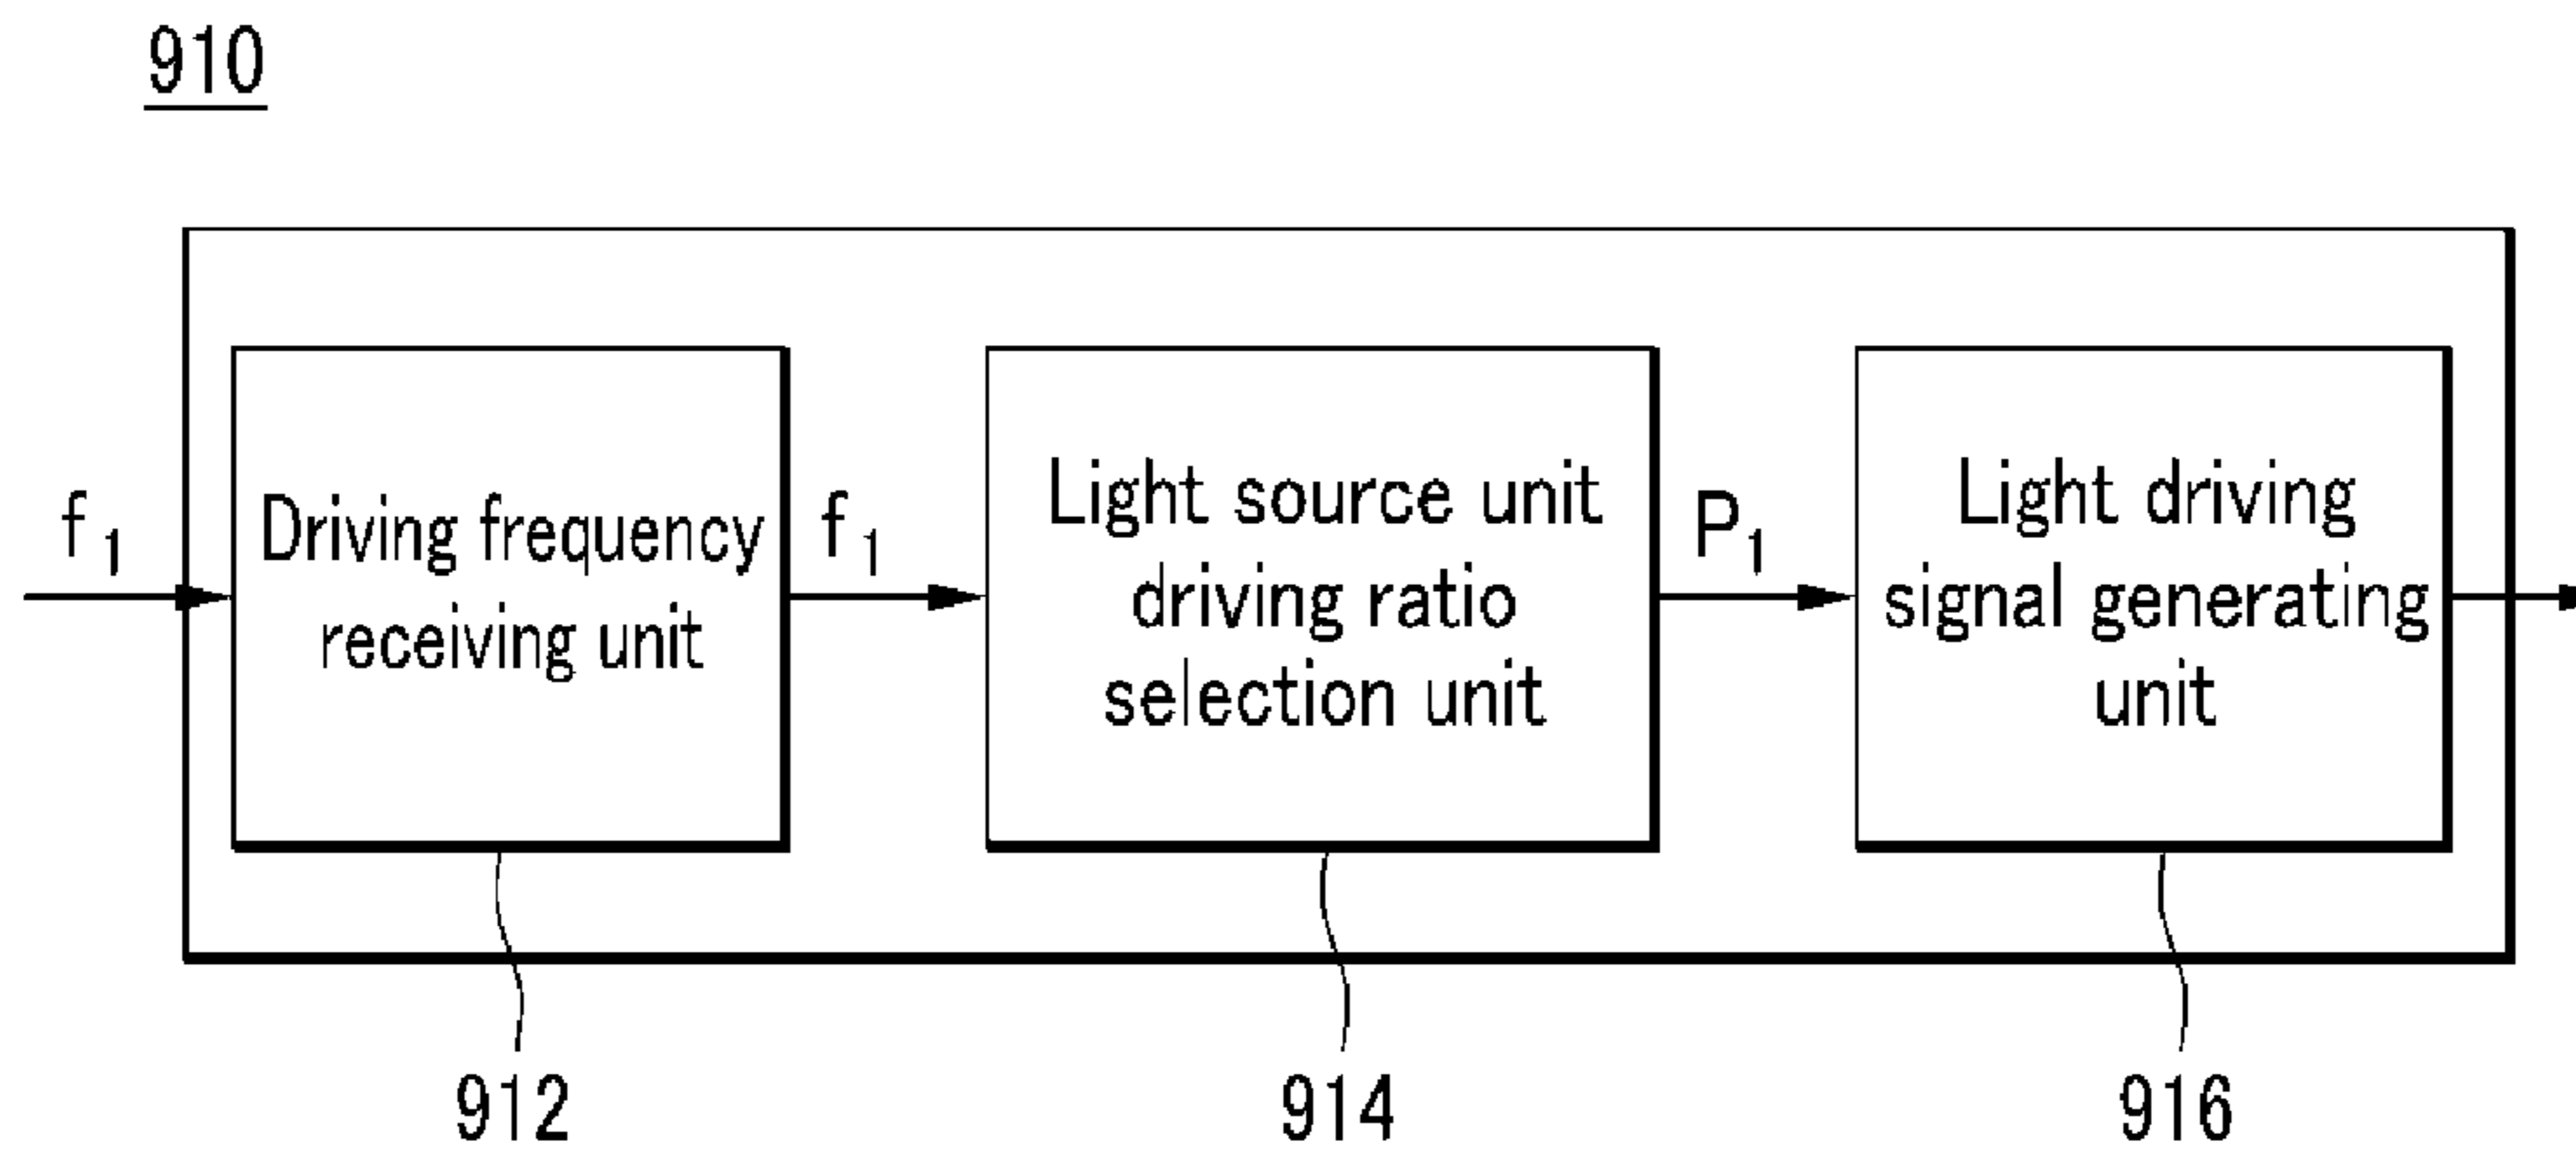 910
f1
Driving frequency
receiving unit
f1
Light source unit
driving ratio
selection unit
P1
Light driving
signal generating
unit
912
914
916